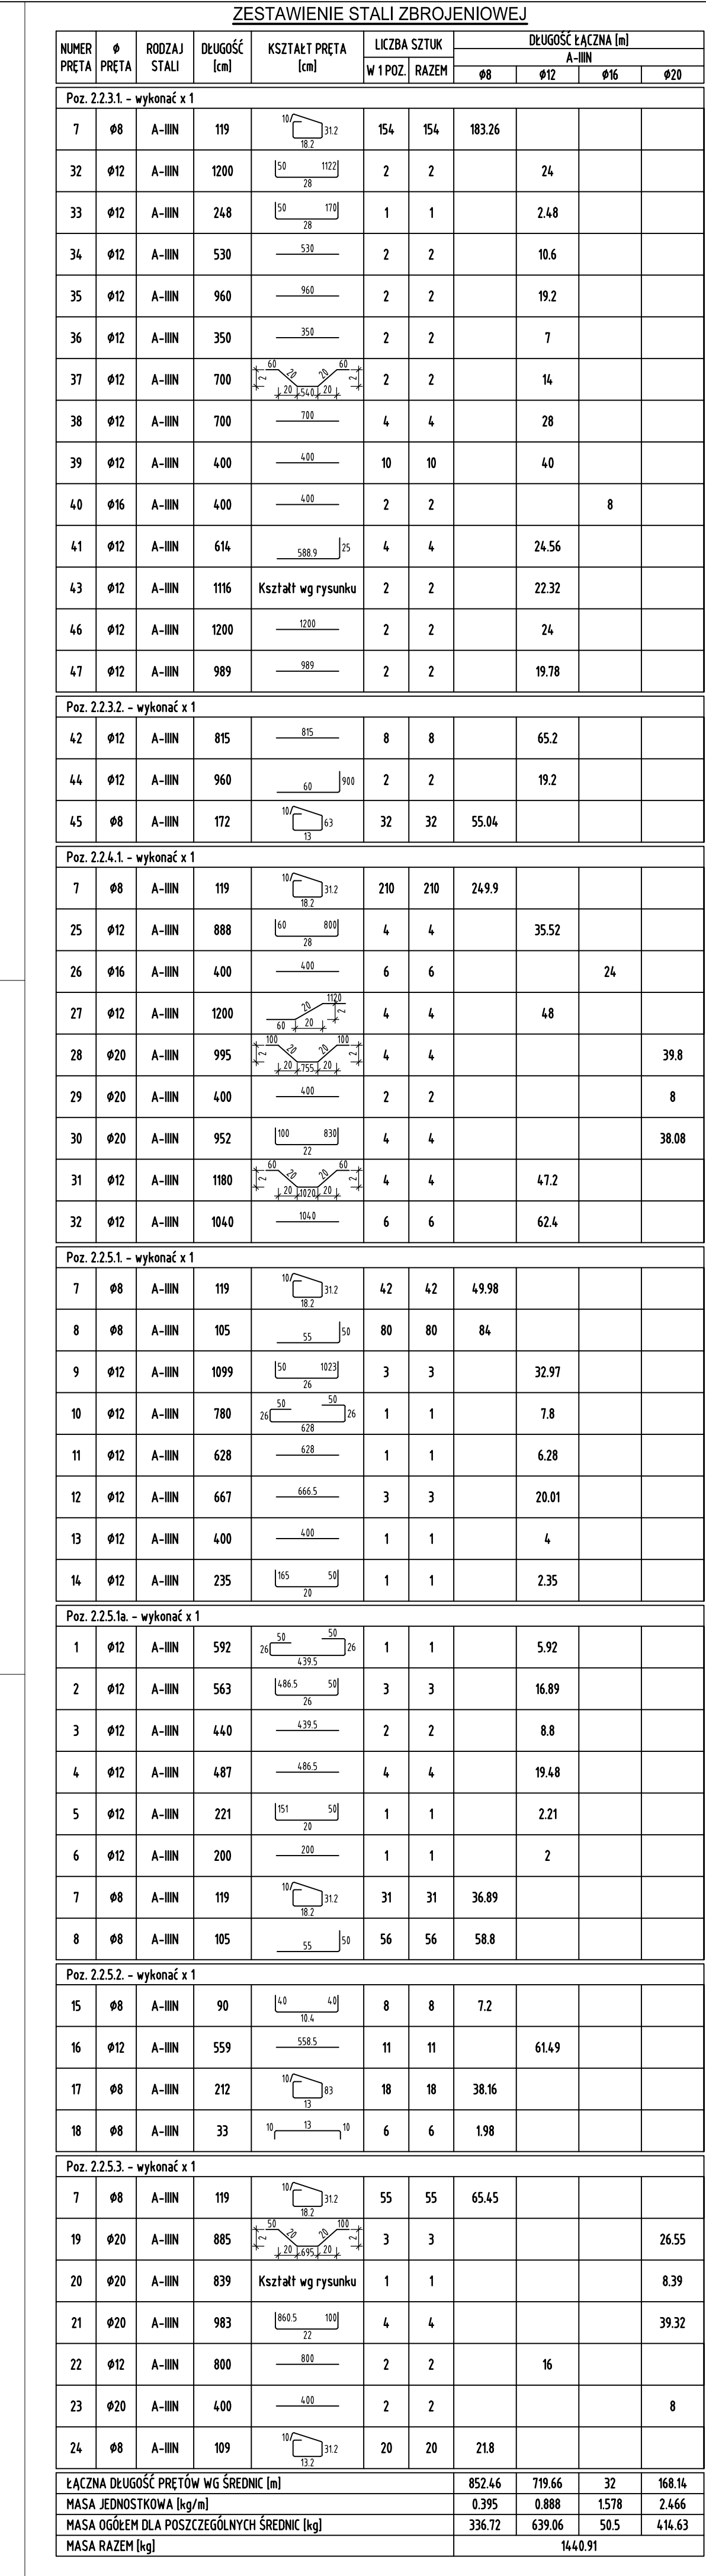 ZESTAWIENIE STALI ZBROJENIOWEJ
NUMER PRĘTA Ø PRĘTA RODZAJ STALI DŁUGOŚĆ [cm] KSZTAŁT PRĘTA [cm] LICZBA SZTUK DŁUGOŚĆ ŁĄCZNA [m]
W 1 POZ. RAZEM A-IIIN
Ø8 Ø12 Ø16 Ø20
Poz. 2.2.3.1. - wykonać x 1
7 Ø8 A-IIIN 119 10 31.2 18.2 154 154 183.26
32 Ø12 A-IIIN 1200 50 1122 28 2 2 24
33 Ø12 A-IIIN 248 50 170 28 1 1 2.48
34 Ø12 A-IIIN 530 530 2 2 10.6
35 Ø12 A-IIIN 960 960 2 2 19.2
36 Ø12 A-IIIN 350 350 2 2 7
37 Ø12 A-IIIN 700 60 20 20 60 2 2 20 540 20 2 2 14
38 Ø12 A-IIIN 700 700 4 4 28
39 Ø12 A-IIIN 400 400 10 10 40
40 Ø16 A-IIIN 400 400 2 2 8
41 Ø12 A-IIIN 614 588.9 25 4 4 24.56
43 Ø12 A-IIIN 1116 Kształt wg rysunku 2 2 22.32
46 Ø12 A-IIIN 1200 1200 2 2 24
47 Ø12 A-IIIN 989 989 2 2 19.78
Poz. 2.2.3.2. - wykonać x 1
42 Ø12 A-IIIN 815 815 8 8 65.2
44 Ø12 A-IIIN 960 60 900 2 2 19.2
45 Ø8 A-IIIN 172 10 63 13 32 32 55.04
Poz. 2.2.4.1. - wykonać x 1
7 Ø8 A-IIIN 119 10 31.2 18.2 210 210 249.9
25 Ø12 A-IIIN 888 60 800 28 4 4 35.52
26 Ø16 A-IIIN 400 400 6 6 24
27 Ø12 A-IIIN 1200 1120 20 2 60 20 4 4 48
28 Ø20 A-IIIN 995 100 20 20 100 2 2 20 755 20 4 4 39.8
29 Ø20 A-IIIN 400 400 2 2 8
30 Ø20 A-IIIN 952 100 830 22 4 4 38.08
31 Ø12 A-IIIN 1180 60 20 20 60 2 2 20 1020 20 4 4 47.2
32 Ø12 A-IIIN 1040 1040 6 6 62.4
Poz. 2.2.5.1. - wykonać x 1
7 Ø8 A-IIIN 119 10 31.2 18.2 42 42 49.98
8 Ø8 A-IIIN 105 55 50 80 80 84
9 Ø12 A-IIIN 1099 50 1023 26 3 3 32.97
10 Ø12 A-IIIN 780 50 50 26 26 628 1 1 7.8
11 Ø12 A-IIIN 628 628 1 1 6.28
12 Ø12 A-IIIN 667 666.5 3 3 20.01
13 Ø12 A-IIIN 400 400 1 1 4
14 Ø12 A-IIIN 235 165 50 20 1 1 2.35
Poz. 2.2.5.1a. - wykonać x 1
1 Ø12 A-IIIN 592 50 50 26 26 439.5 1 1 5.92
2 Ø12 A-IIIN 563 486.5 50 26 3 3 16.89
3 Ø12 A-IIIN 440 439.5 2 2 8.8
4 Ø12 A-IIIN 487 486.5 4 4 19.48
5 Ø12 A-IIIN 221 151 50 20 1 1 2.21
6 Ø12 A-IIIN 200 200 1 1 2
7 Ø8 A-IIIN 119 10 31.2 18.2 31 31 36.89
8 Ø8 A-IIIN 105 55 50 56 56 58.8
Poz. 2.2.5.2. - wykonać x 1
15 Ø8 A-IIIN 90 40 40 10.4 8 8 7.2
16 Ø12 A-IIIN 559 558.5 11 11 61.49
17 Ø8 A-IIIN 212 10 83 13 18 18 38.16
18 Ø8 A-IIIN 33 10 13 10 6 6 1.98
Poz. 2.2.5.3. - wykonać x 1
7 Ø8 A-IIIN 119 10 31.2 18.2 55 55 65.45
19 Ø20 A-IIIN 885 50 20 20 100 2 2 20 695 20 3 3 26.55
20 Ø20 A-IIIN 839 Kształt wg rysunku 1 1 8.39
21 Ø20 A-IIIN 983 860.5 100 22 4 4 39.32
22 Ø12 A-IIIN 800 800 2 2 16
23 Ø20 A-IIIN 400 400 2 2 8
24 Ø8 A-IIIN 109 10 31.2 13.2 20 20 21.8
ŁĄCZNA DŁUGOŚĆ PRĘTÓW WG ŚREDNIC [m] 852.46 719.66 32 168.14
MASA JEDNOSTKOWA [kg/m] 0.395 0.888 1.578 2.466
MASA OGÓŁEM DLA POSZCZEGÓLNYCH ŚREDNIC [kg] 336.72 639.06 50.5 414.63
MASA RAZEM [kg] 1440.91